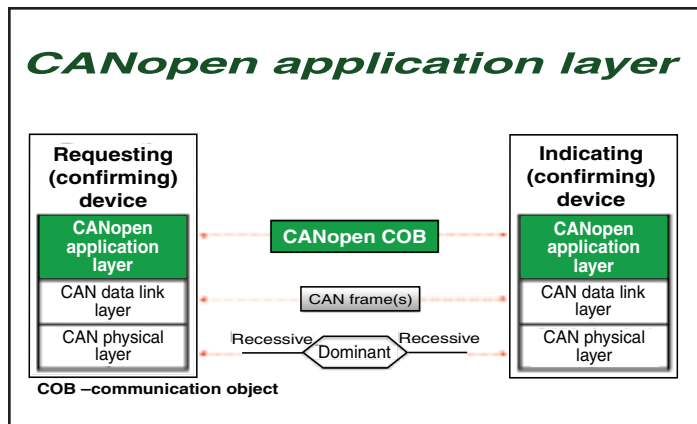 CANopen application layer
Requesting
(confirming)
device
CANopen
application
layer
CAN data link
layer
CAN physical
layer
CANopen COB
CAN frame(s)
Recessive
Dominant
Recessive
Indicating
(confirming)
device
CANopen
application
layer
CAN data link
layer
CAN physical
layer
COB –communication object